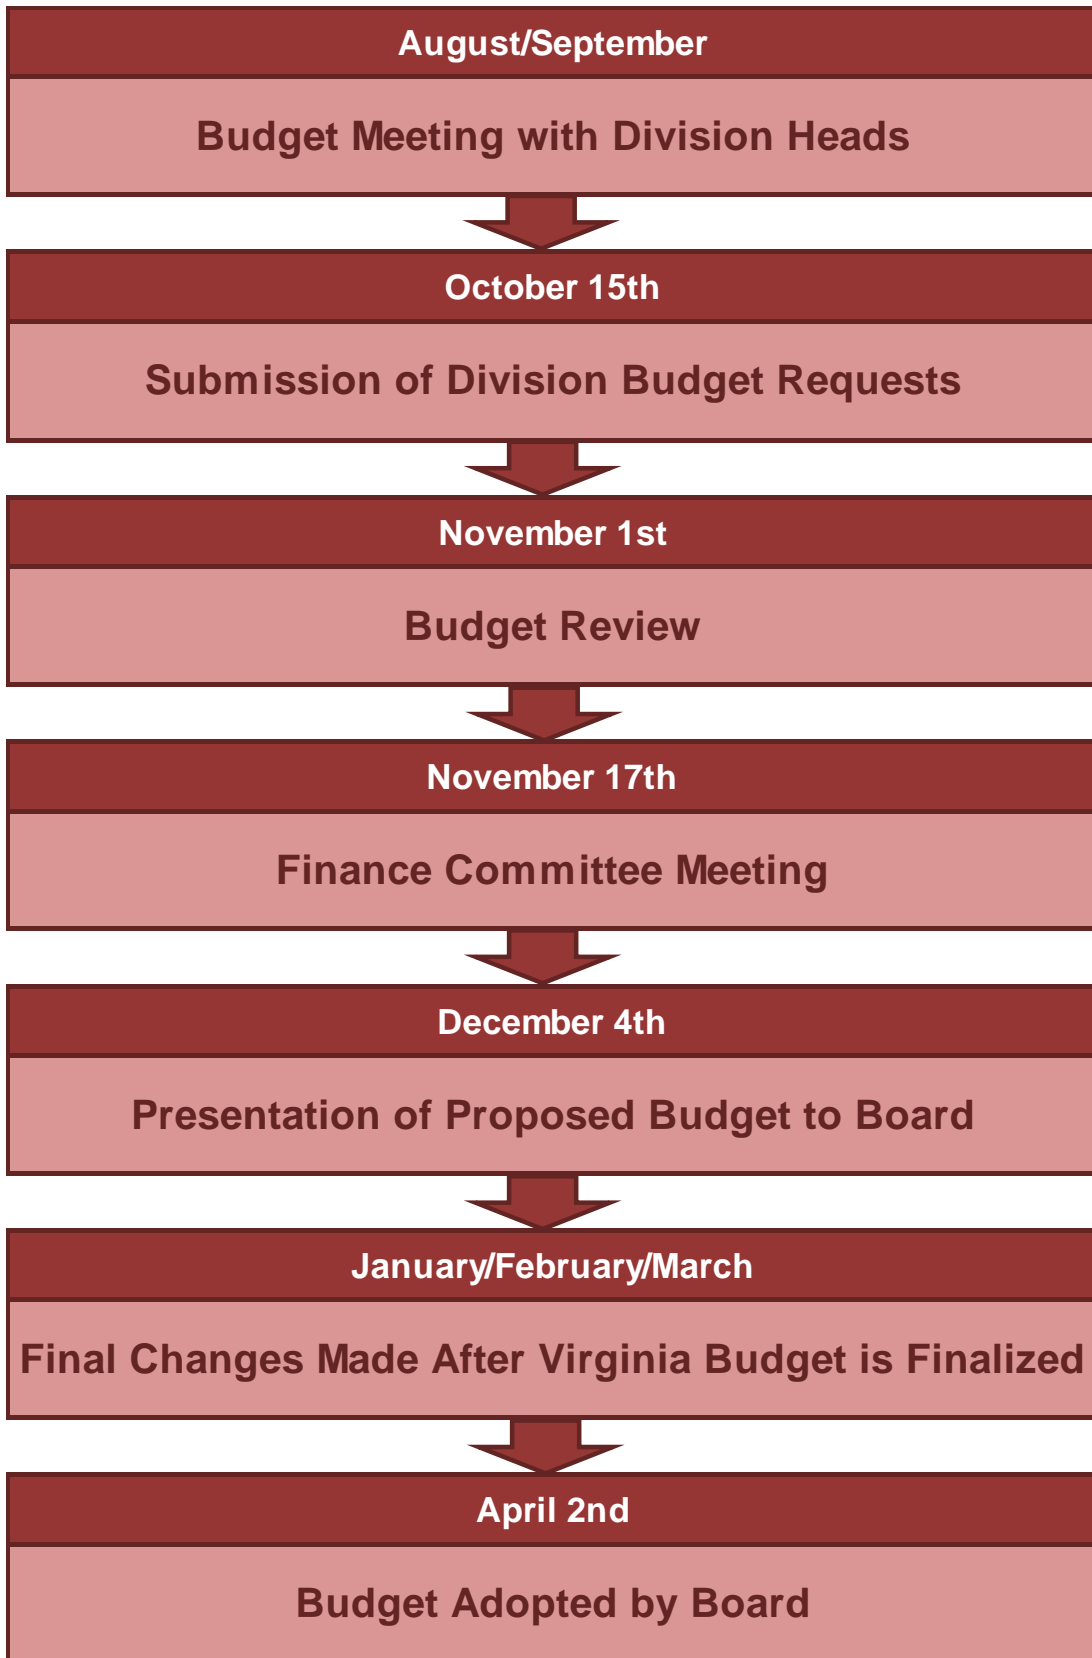 August/September
Budget Meeting with Division Heads
October 15th
Submission of Division Budget Requests
November 1st
Budget Review
November 17th
Finance Committee Meeting
December 4th
Presentation of Proposed Budget to Board
January/February/March
Final Changes Made After Virginia Budget is Finalized
April 2nd
Budget Adopted by Board